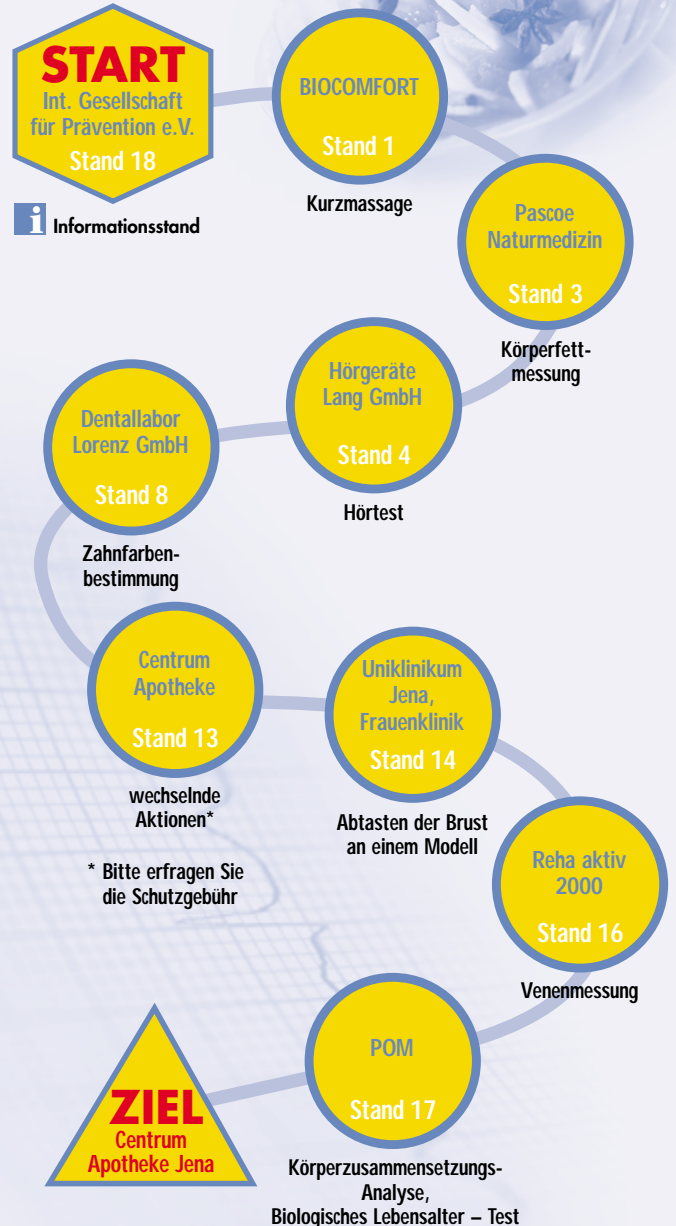 START
Int. Gesellschaft
für Prävention e.V.
Stand 18
i Informationsstand
BIOCOMFORT
Stand 1
Kurzmassage
Pascoe
Naturmedizin
Stand 3
Körperfett-
messung
Hörgeräte
Lang GmbH
Stand 4
Hörtest
Dentallabor
Lorenz GmbH
Stand 8
Zahnfarben-
bestimmung
Centrum
Apotheke
Stand 13
wechselnde
Aktionen*
* Bitte erfragen Sie
die Schutzgebühr
Uniklinikum
Jena,
Frauenklinik
Stand 14
Abtasten der Brust
an einem Modell
Reha aktiv
2000
Stand 16
Venenmessung
POM
Stand 17
Körperzusammensetzungs-
Analyse,
Biologisches Lebensalter – Test
ZIEL
Centrum
Apotheke Jena